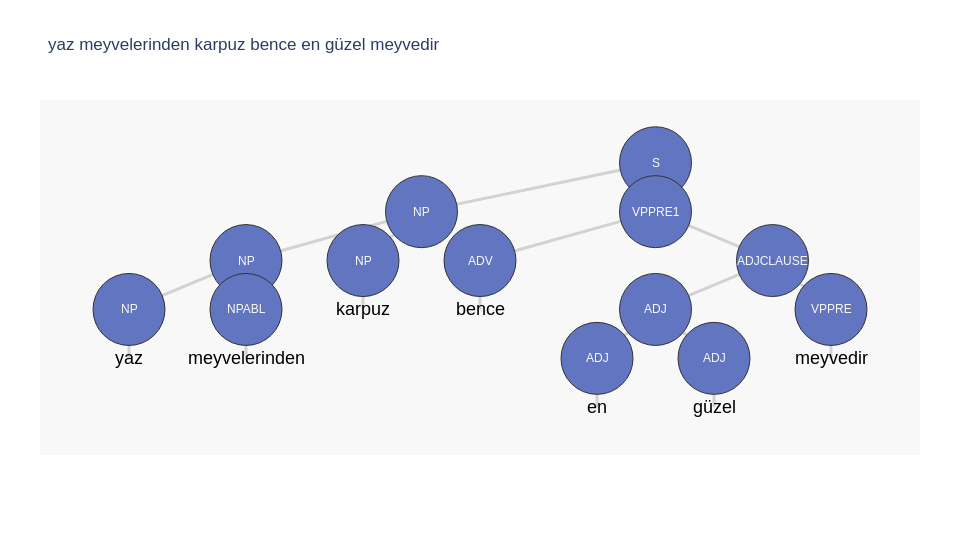 yaz meyvelerinden karpuz bence en güzel meyvedir
S
NP VPPRE1
NP NP ADV ADJCLAUSE
NP NPABL karpuz bence ADJ VPPRE
yaz meyvelerinden ADJ ADJ meyvedir
en güzel